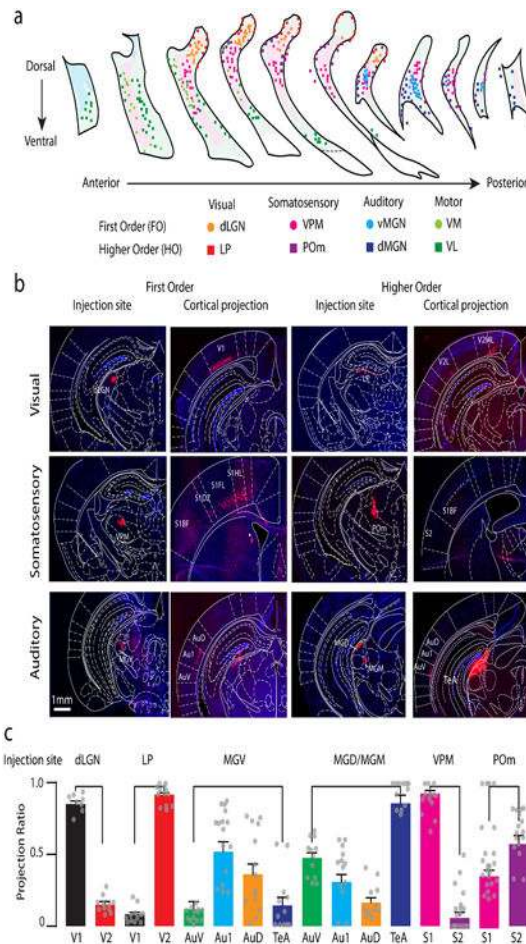 a
Dorsal
Ventral
Anterior
Posterior
Visual Somatosensory Auditory Motor
First Order (FO) dLGN VPM vMGN VM
Higher Order (HO) LP POm dMGN VL
b
First Order Higher Order
Injection site Cortical projection Injection site Cortical projection
Visual
V1
V2L
Somatosensory
S1HL
S1FL
S1DZ
S1BF
VPM
POm
S1BF
S2
Auditory
AuD
Au1
AuV
MGD
MGM
AuD
Au1
AuV
TeA
1mm
c
Injection site dLGN LP MGV MGD/MGM VPM POm
Projection Ratio
1.0
0.5
0
V1 V2 V1 V2 AuV Au1 AuD TeA AuV Au1 AuD TeA S1 S2 S1 S2